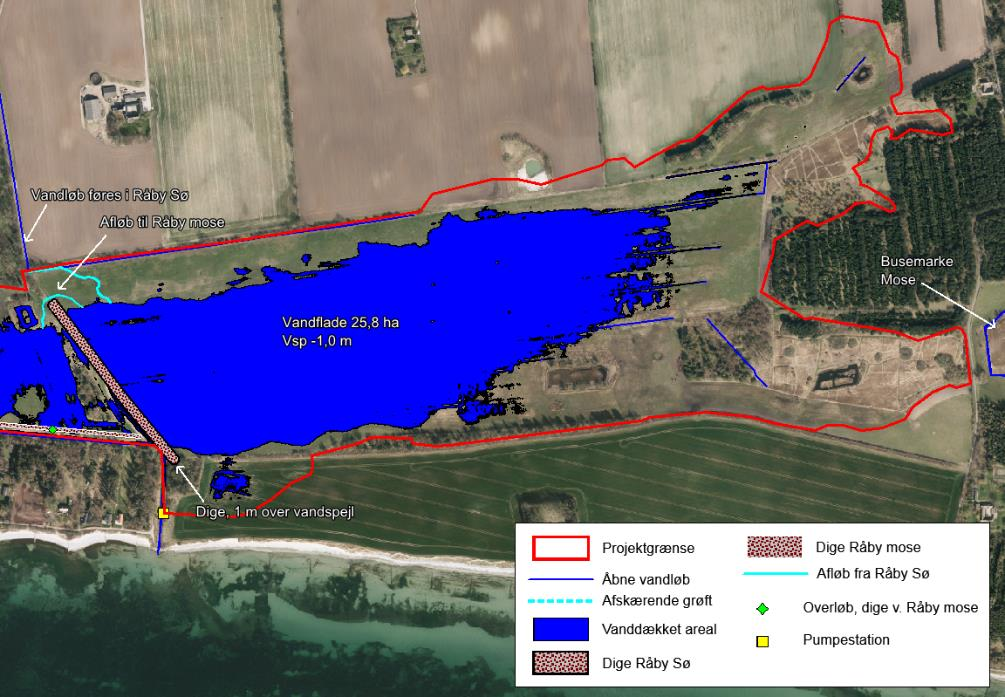 Vandløb føres i Råby Sø
Afløb til Råby mose
Busemarke
Mose
Vandflade 25,8 ha
Vsp -1,0 m
Dige, 1 m over vandspejl
Projektgrænse
Åbne vandløb
Afskærende grøft
Vanddækket areal
Dige Råby Sø
Dige Råby mose
Afløb fra Råby Sø
Overløb, dige v. Råby mose
Pumpestation